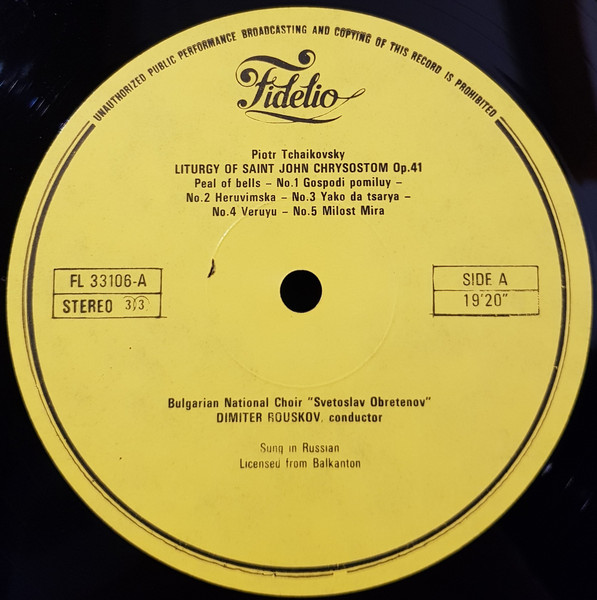 UNAUTHORIZED PUBLIC PERFORMANCE BROADCASTING AND COPYING OF THIS RECORD IS PROHIBITED
Fidelio
Piotr Tchaikovsky
LITURGY OF SAINT JOHN CHRYSOSTOM Op.41
Peal of bells – No.1 Gospodi pomiluy –
No.2 Heruvimska – No.3 Yako da tsarya –
No.4 Veruyu – No.5 Milost Mira
FL 33106-A
STEREO 33
SIDE A
19'20"
Bulgarian National Choir "Svetoslav Obretenov"
DIMITER ROUSKOV, conductor
Sung in Russian
Licensed from Balkanton